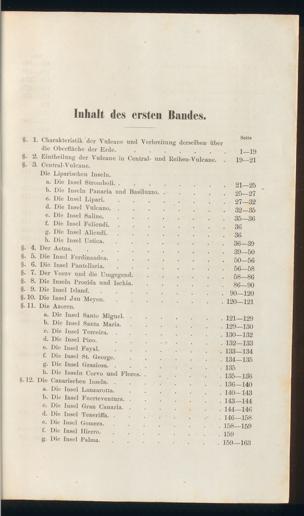 Inhalt des ersten Bandes.
Seite
§. 1. Charakteristik der Vulcane und Verbreitung derselben über
die Oberfläche der Erde. 1—19
§. 2. Eintheilung der Vulcane in Central- und Reihen-Vulcane. 19—21
§. 3. Central-Vulcane.
Die Liparischen Inseln.
a. Die Insel Stromboli. 21—25
b. Die Inseln Panaria und Basiluzzo. 25—27
c. Die Insel Lipari. 27—32
d. Die Insel Vulcano. 32—35
e. Die Insel Salina. 35—36
f. Die Insel Felicudi. 36
g. Die Insel Alicudi. 36
h. Die Insel Ustica. 36—39
§. 4. Der Aetna. 39—50
§. 5. Die Insel Ferdinandea. 50—56
§. 6. Die Insel Pantellaria. 56—58
§. 7. Der Vesuv und die Umgegend. 58—86
§. 8. Die Inseln Procida und Ischia. 86—90
§. 9. Die Insel Island. 90—120
§. 10. Die Insel Jan Meyen. 120—121
§. 11. Die Azoren.
a. Die Insel Santo Miguel. 121—129
b. Die Insel Santa Maria. 129—130
c. Die Insel Terceira. 130—132
d. Die Insel Pico. 132—133
e. Die Insel Fayal. 133—134
f. Die Insel St. George. 134—135
g. Die Insel Graziosa. 135
h. Die Inseln Corvo und Flores. 135—136
§. 12. Die Canarischen Inseln. 136—140
a. Die Insel Lanzarotta. 140—143
b. Die Insel Fuerteventura. 143—144
c. Die Insel Gran Canaria. 144—146
d. Die Insel Teneriffa. 146—158
e. Die Insel Gomera. 158—159
f. Die Insel Hierro. 159
g. Die Insel Palma. 159—163